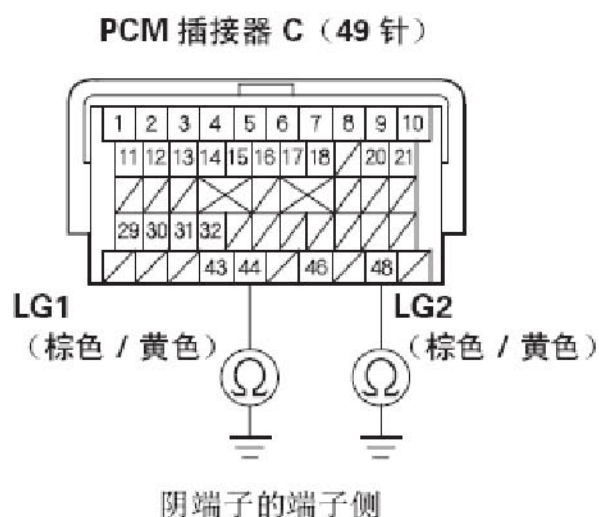 PCM 插接器 C（49 针）
1 2 3 4 5 6 7 8 9 10
11 12 13 14 15 16 17 18 20 21
29 30 31 32
43 44 46 48
LG1 LG2
（棕色 / 黄色） （棕色 / 黄色）
Ω Ω
阴端子的端子侧